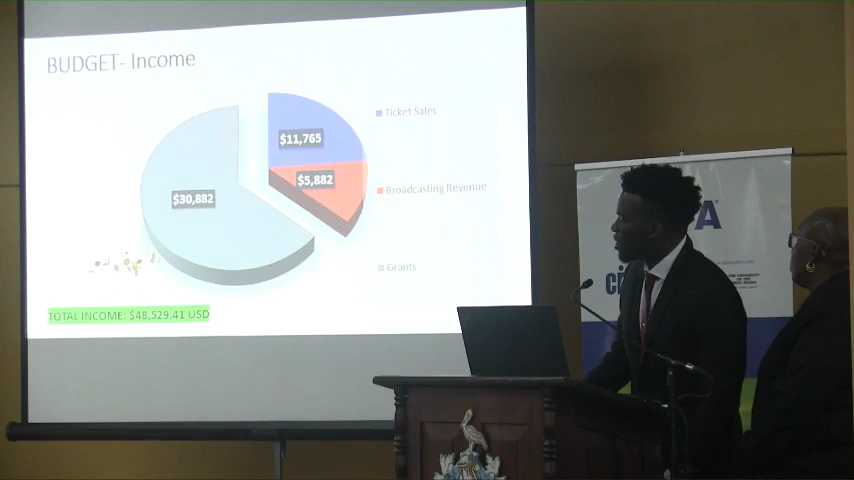 BUDGET- Income
Ticket Sales
$11,765
$5,882
Broadcasting Revenue
$30,882
Grants
TOTAL INCOME: $48,529.41 USD
A